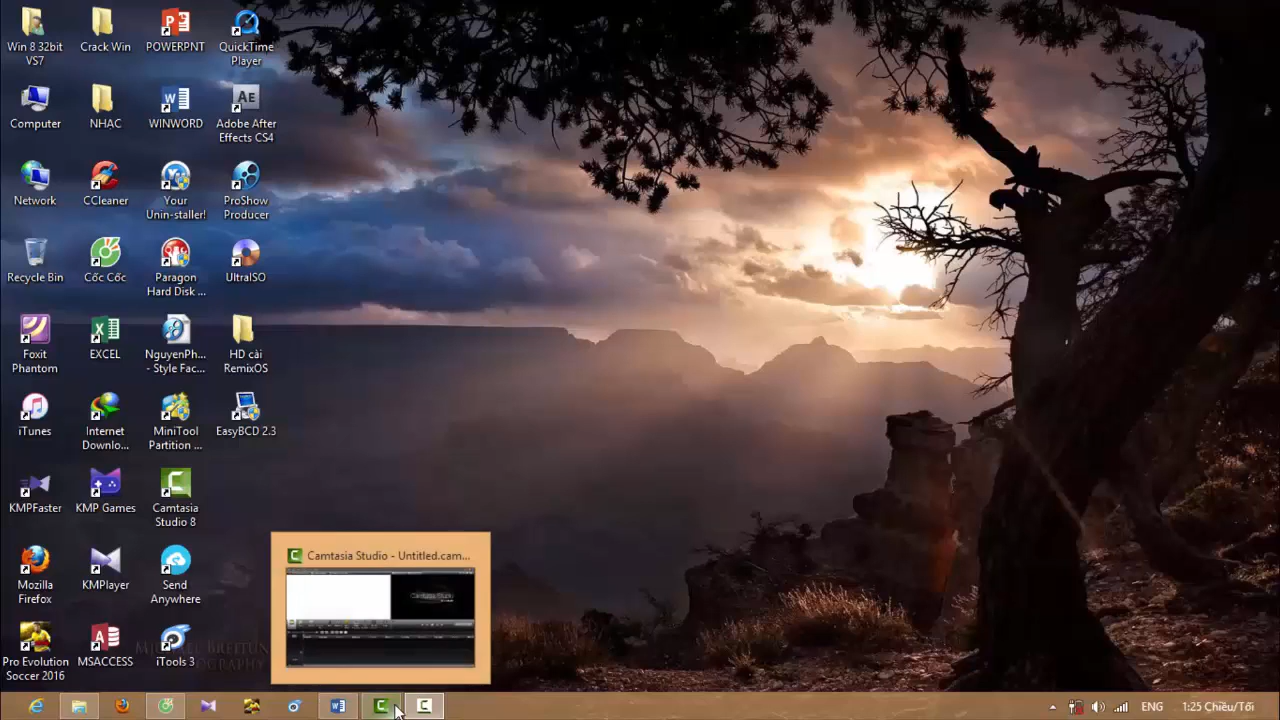 Win 8 32bit
VS7
Crack Win
POWERPNT
QuickTime
Player
Computer
NHAC
WINWORD
Adobe After
Effects CS4
Network
CCleaner
Your
Unin-staller!
ProShow
Producer
Recycle Bin
Cốc Cốc
Paragon
Hard Disk ...
UltraISO
Foxit
Phantom
EXCEL
NguyenPh...
- Style Fac...
HD cài
RemixOS
iTunes
Internet
Downlo...
MiniTool
Partition ...
EasyBCD 2.3
KMPFaster
KMP Games
Camtasia
Studio 8
Mozilla
Firefox
KMPlayer
Send
Anywhere
Pro Evolution
Soccer 2016
MSACCESS
iTools 3
Camtasia Studio - Untitled.cam...
Camtasia Studio
ENG
1:25 Chiều/Tối